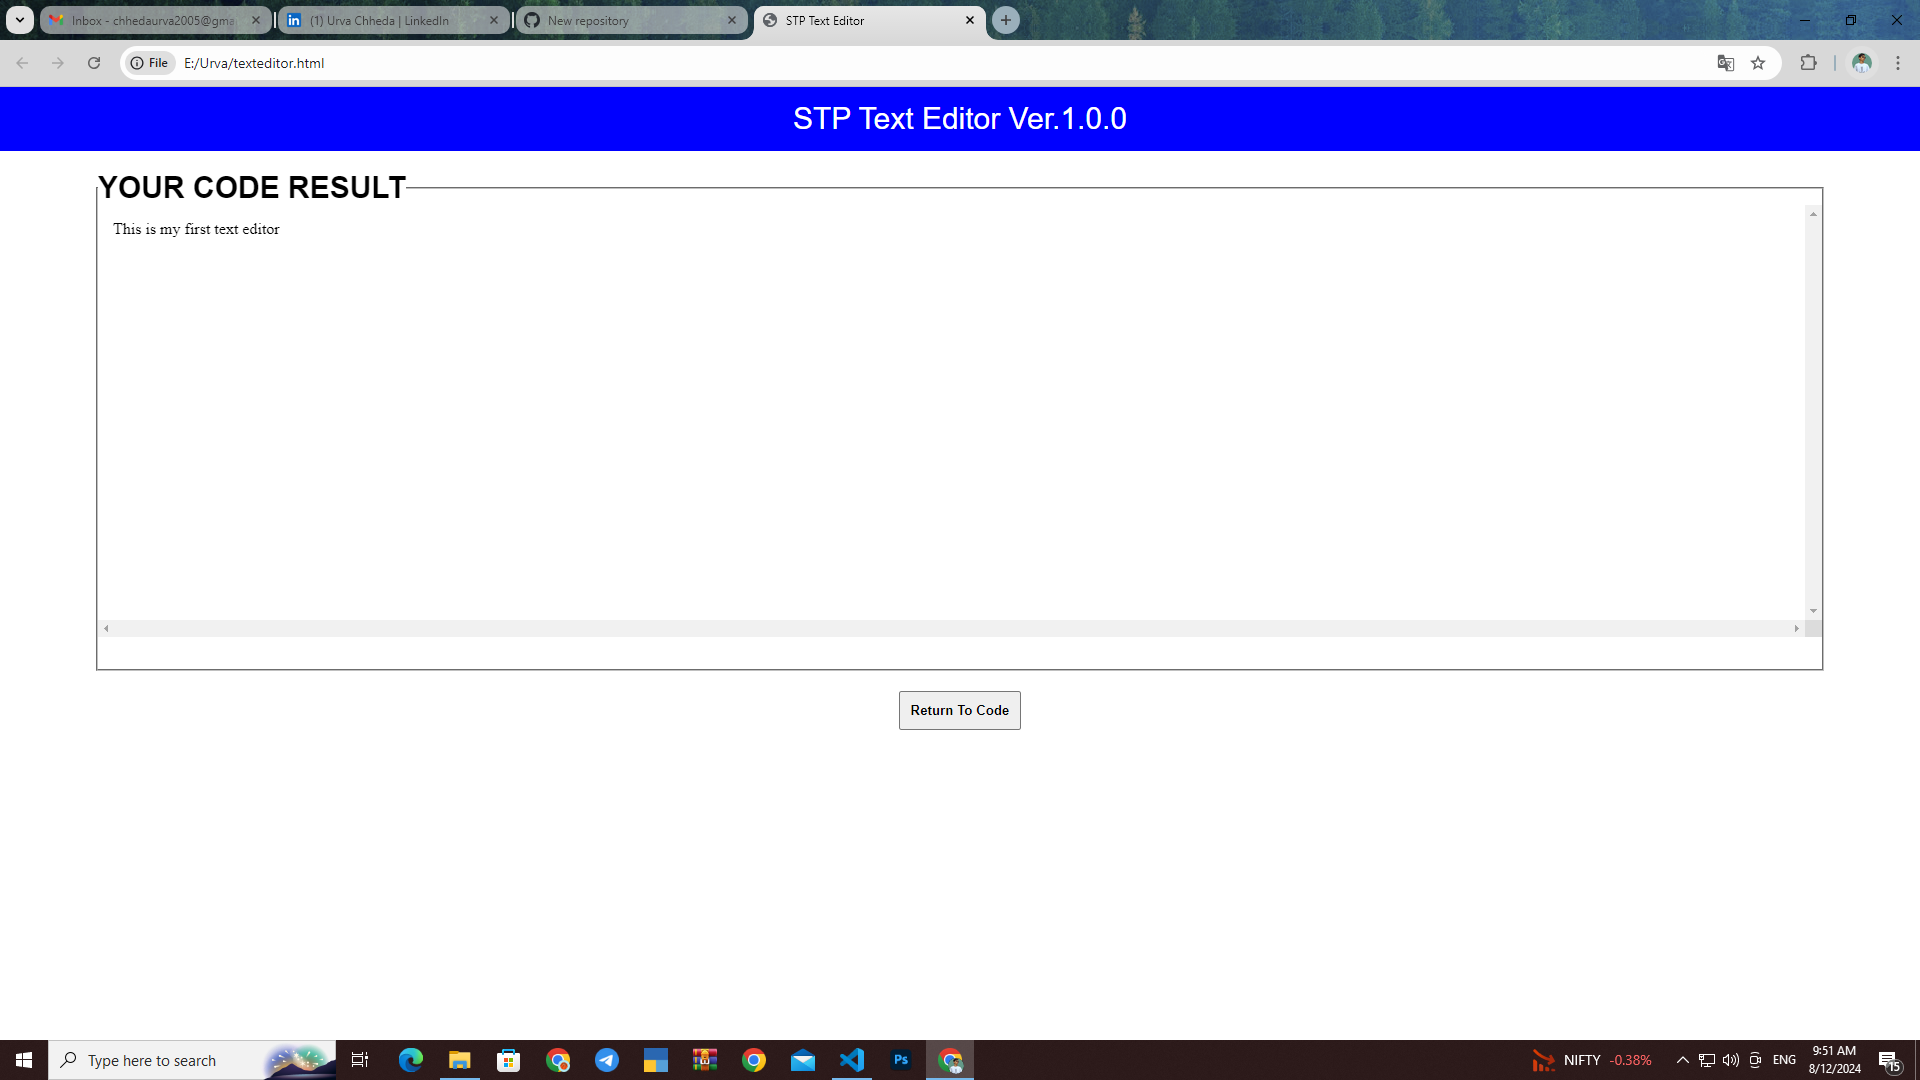 Inbox - chhedaurva2005@gma
(1) Urva Chheda | LinkedIn
New repository
STP Text Editor
File
E:/Urva/texteditor.html
STP Text Editor Ver.1.0.0
YOUR CODE RESULT
This is my first text editor
Return To Code
Type here to search
Ps
NIFTY -0.38%
ENG
9:51 AM
8/12/2024
15